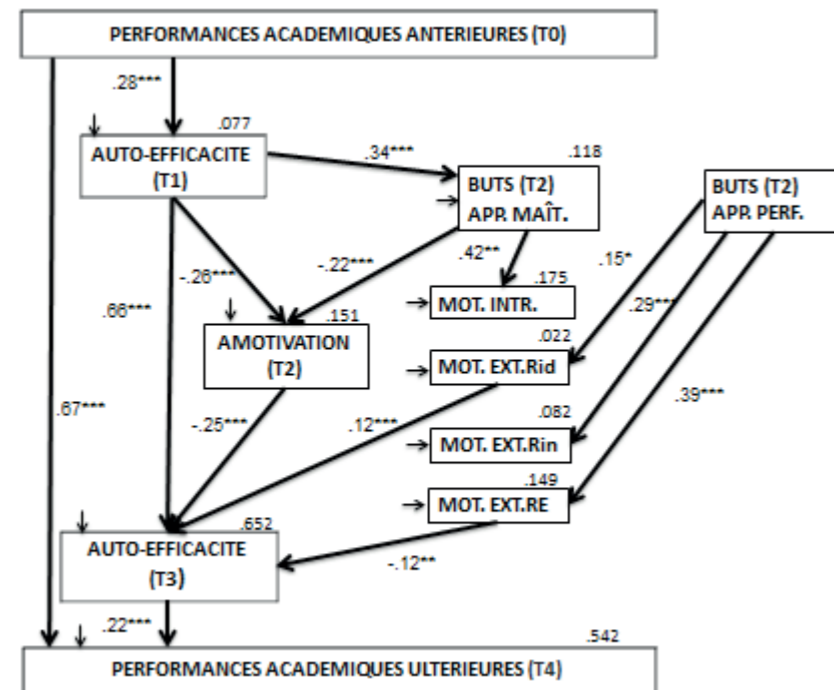 PERFORMANCES ACADEMIQUES ANTERIEURES (T0)
.28***
.077
AUTO-EFFICACITE
(T1)
.34***
.118
BUTS (T2)
APP. MAÎT.
BUTS (T2)
APP. PERF.
-.26***
-.22***
.42**
.15*
.66***
.175
MOT. INTR.
.29***
.151
AMOTIVATION
(T2)
.022
MOT. EXT.Rid
.67***
-.25***
.12***
.39***
.082
MOT. EXT.Rin
.149
MOT. EXT.RE
.652
AUTO-EFFICACITE
(T3)
-.12**
.22***
.542
PERFORMANCES ACADEMIQUES ULTERIEURES (T4)